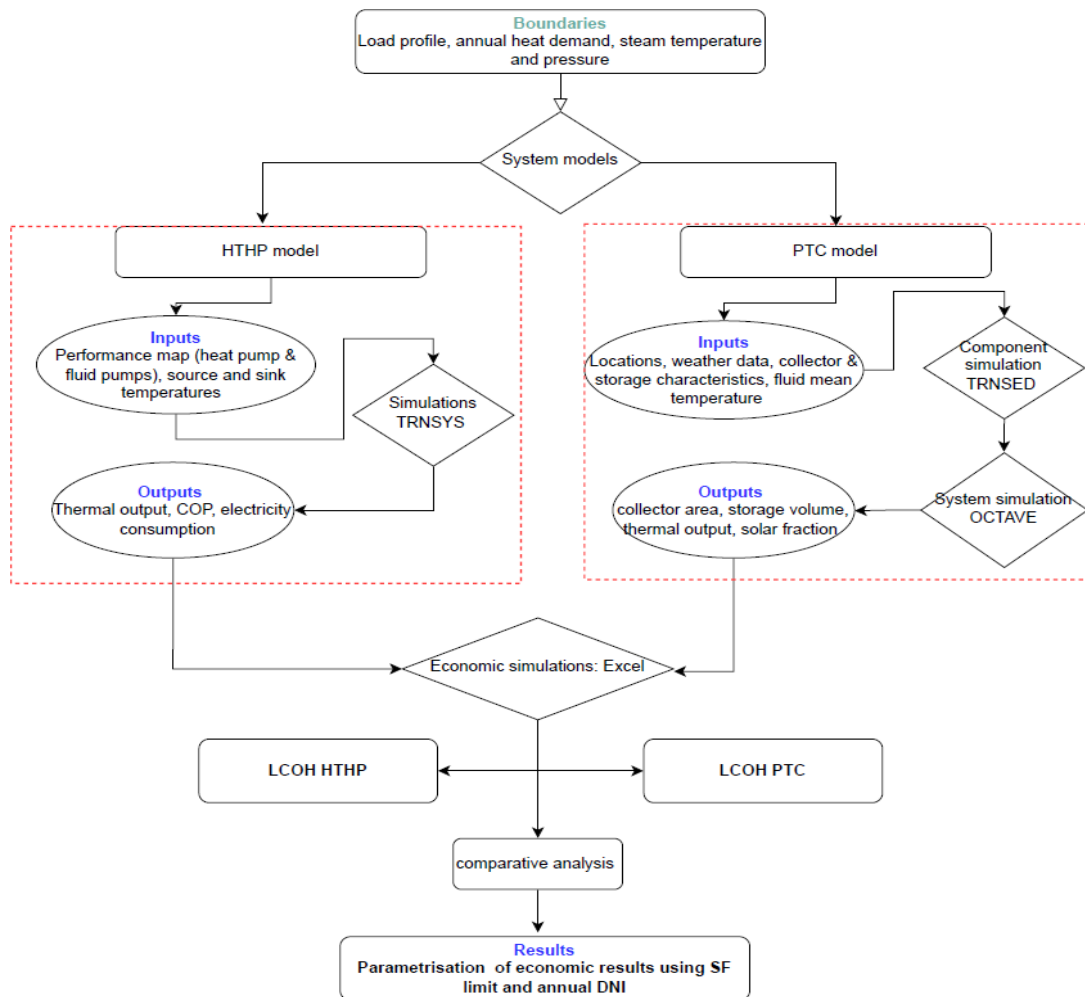 Boundaries
Load profile, annual heat demand, steam temperature
and pressure
System models
HTHP model
Inputs
Performance map (heat pump &
fluid pumps), source and sink
temperatures
Simulations
TRNSYS
Outputs
Thermal output, COP, electricity
consumption
PTC model
Inputs
Locations, weather data, collector &
storage characteristics, fluid mean
temperature
Component
simulation
TRNSED
System simulation
OCTAVE
Outputs
collector area, storage volume,
thermal output, solar fraction
Economic simulations: Excel
LCOH HTHP
LCOH PTC
comparative analysis
Results
Parametrisation of economic results using SF
limit and annual DNI